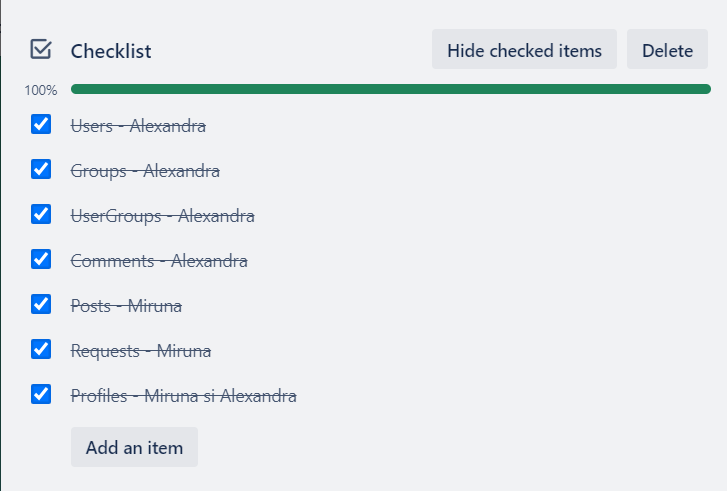 Checklist
Hide checked items
Delete
100%
Users - Alexandra
Groups - Alexandra
UserGroups - Alexandra
Comments - Alexandra
Posts - Miruna
Requests - Miruna
Profiles - Miruna si Alexandra
Add an item